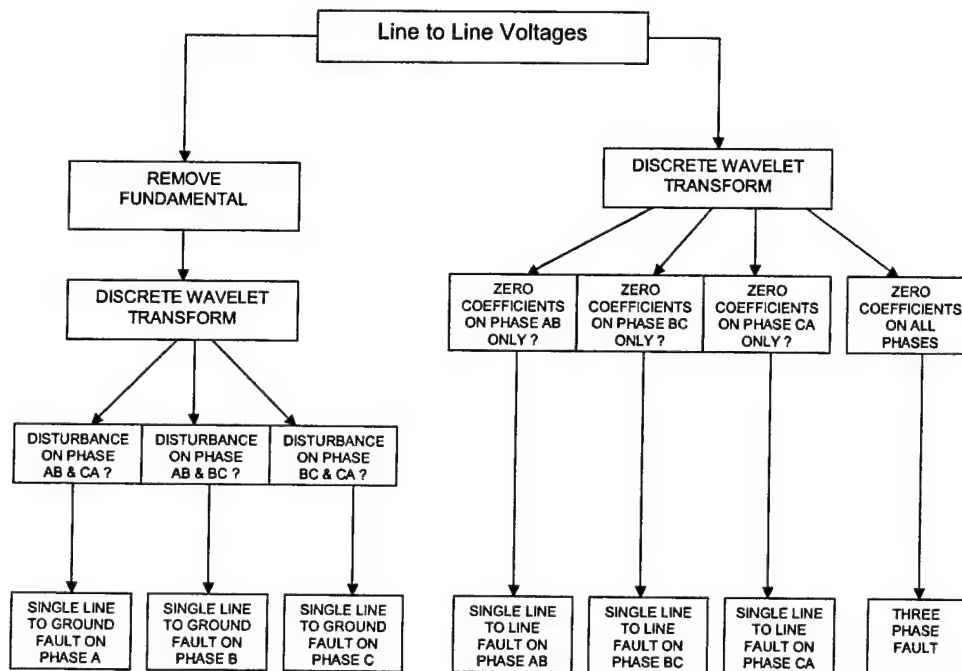 Line to Line Voltages
REMOVE
FUNDAMENTAL
DISCRETE WAVELET
TRANSFORM
DISCRETE WAVELET
TRANSFORM
ZERO
COEFFICIENTS
ON PHASE AB
ONLY ?
ZERO
COEFFICIENTS
ON PHASE BC
ONLY ?
ZERO
COEFFICIENTS
ON PHASE CA
ONLY ?
ZERO
COEFFICIENTS
ON ALL
PHASES
DISTURBANCE
ON PHASE
AB & CA ?
DISTURBANCE
ON PHASE
AB & BC ?
DISTURBANCE
ON PHASE
BC & CA ?
SINGLE LINE
TO GROUND
FAULT ON
PHASE A
SINGLE LINE
TO GROUND
FAULT ON
PHASE B
SINGLE LINE
TO GROUND
FAULT ON
PHASE C
SINGLE LINE
TO LINE
FAULT ON
PHASE AB
SINGLE LINE
TO LINE
FAULT ON
PHASE BC
SINGLE LINE
TO LINE
FAULT ON
PHASE CA
THREE
PHASE
FAULT